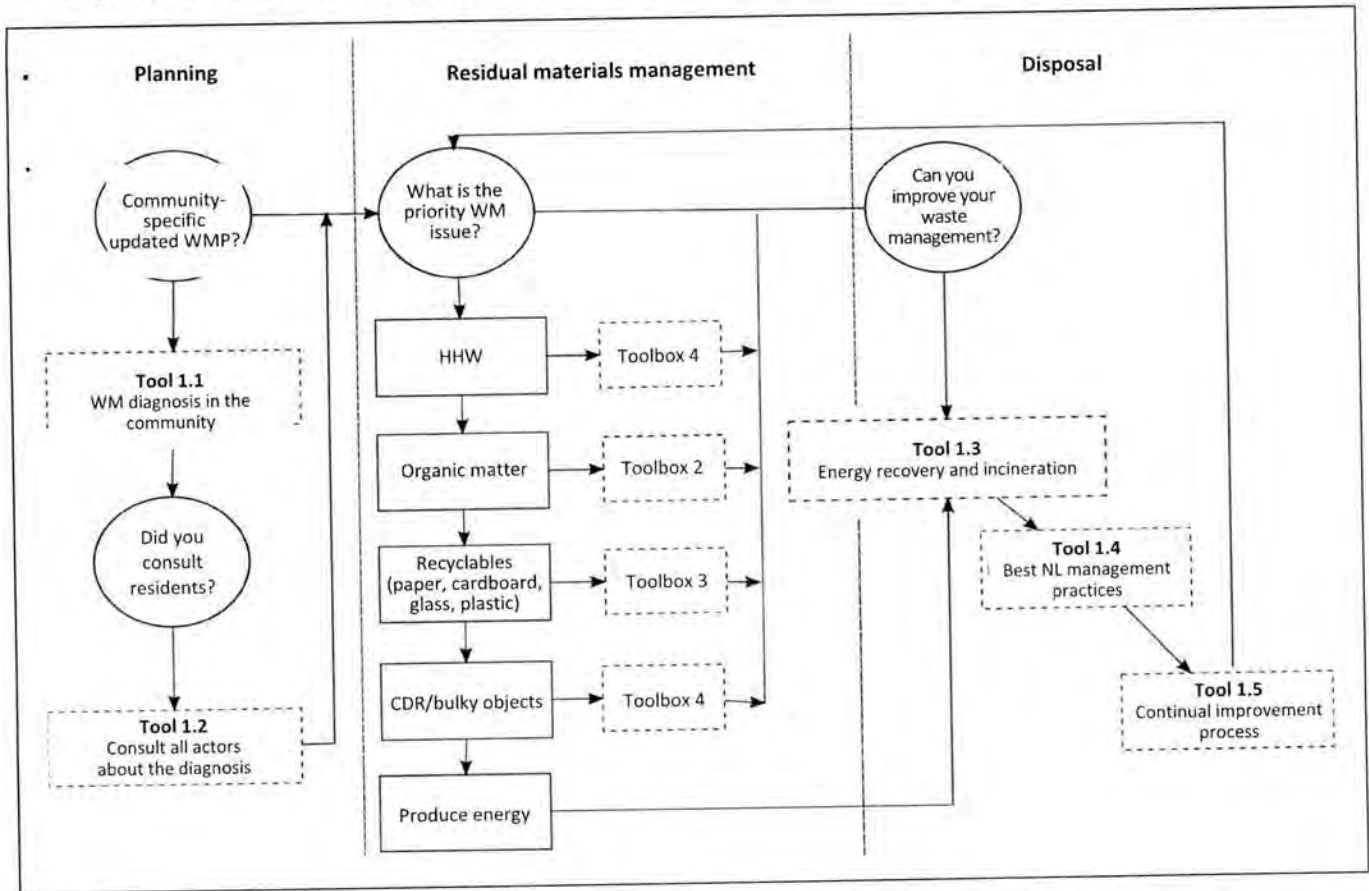 Planning
Residual materials management
Disposal
Community-
specific
updated WMP?
What is the
priority WM
issue?
Can you
improve your
waste
management?
HHW
Toolbox 4
Tool 1.1
WM diagnosis in the
community
Organic matter
Toolbox 2
Tool 1.3
Energy recovery and incineration
Did you
consult
residents?
Recyclables
(paper, cardboard,
glass, plastic)
Toolbox 3
Tool 1.4
Best NL management
practices
CDR/bulky objects
Toolbox 4
Tool 1.5
Continual improvement
process
Tool 1.2
Consult all actors
about the diagnosis
Produce energy